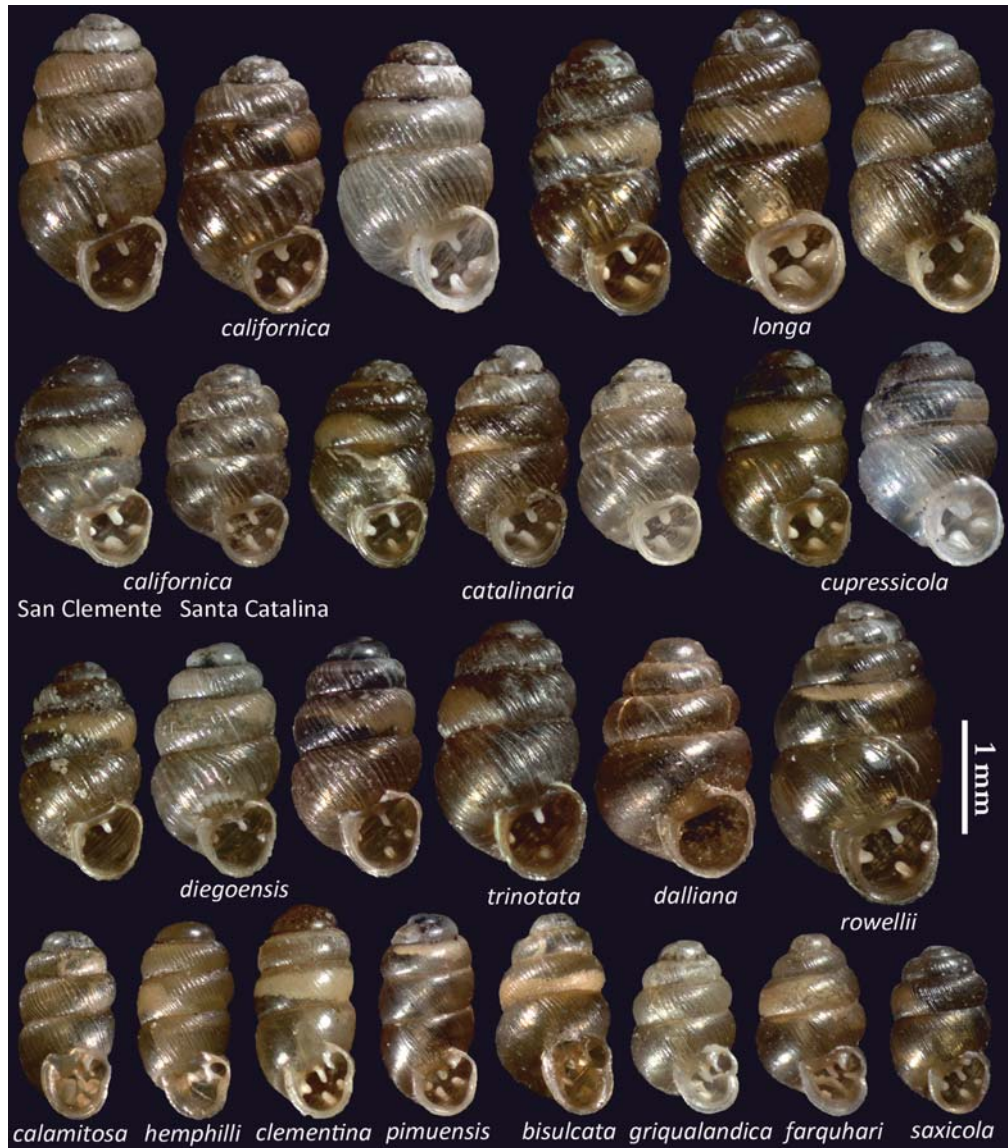 californica longa
californica catalinaria cupressicola
San Clemente Santa Catalina
1 mm
diegoensis trinotata dalliana rowellii
calamitosa hemphilli clementina pimuensis bisulcata griqualandica farquhari saxicola